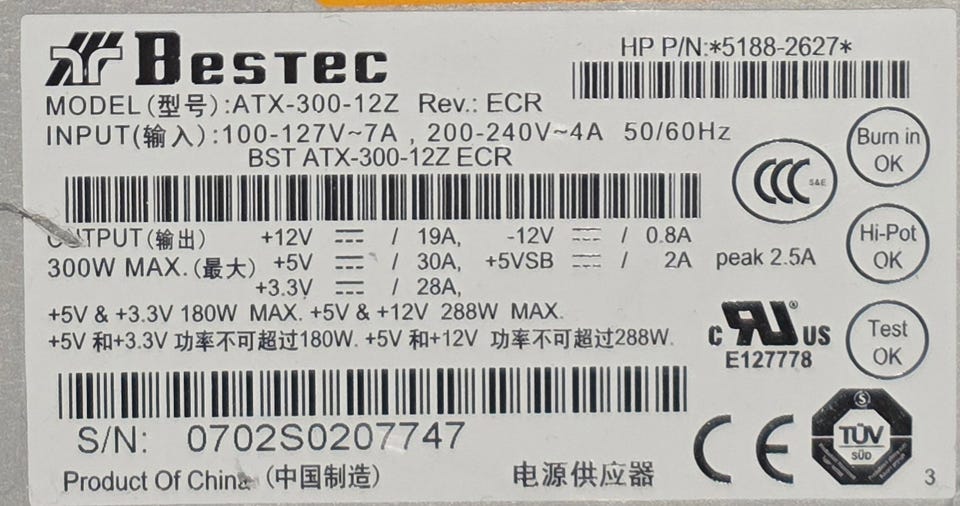 BESTEC
HP P/N:*5188-2627*
MODEL(型号):ATX-300-12Z Rev.: ECR
INPUT(输入):100-127V~7A , 200-240V~4A 50/60Hz
BST ATX-300-12Z ECR
Burn in
OK
CCC S&E
OUTPUT(输出) +12V ⎓ / 19A, -12V ⎓ / 0.8A
300W MAX.(最大) +5V ⎓ / 30A, +5VSB ⎓ / 2A peak 2.5A
+3.3V ⎓ / 28A,
Hi-Pot
OK
+5V & +3.3V 180W MAX. +5V & +12V 288W MAX.
+5V 和+3.3V 功率不可超过180W. +5V 和+12V 功率不可超过288W.
c RU ® US
E127778
Test
OK
S/N: 0702S0207747
CE
TÜV
SÜD
Product Of China (中国制造) 电源供应器
3